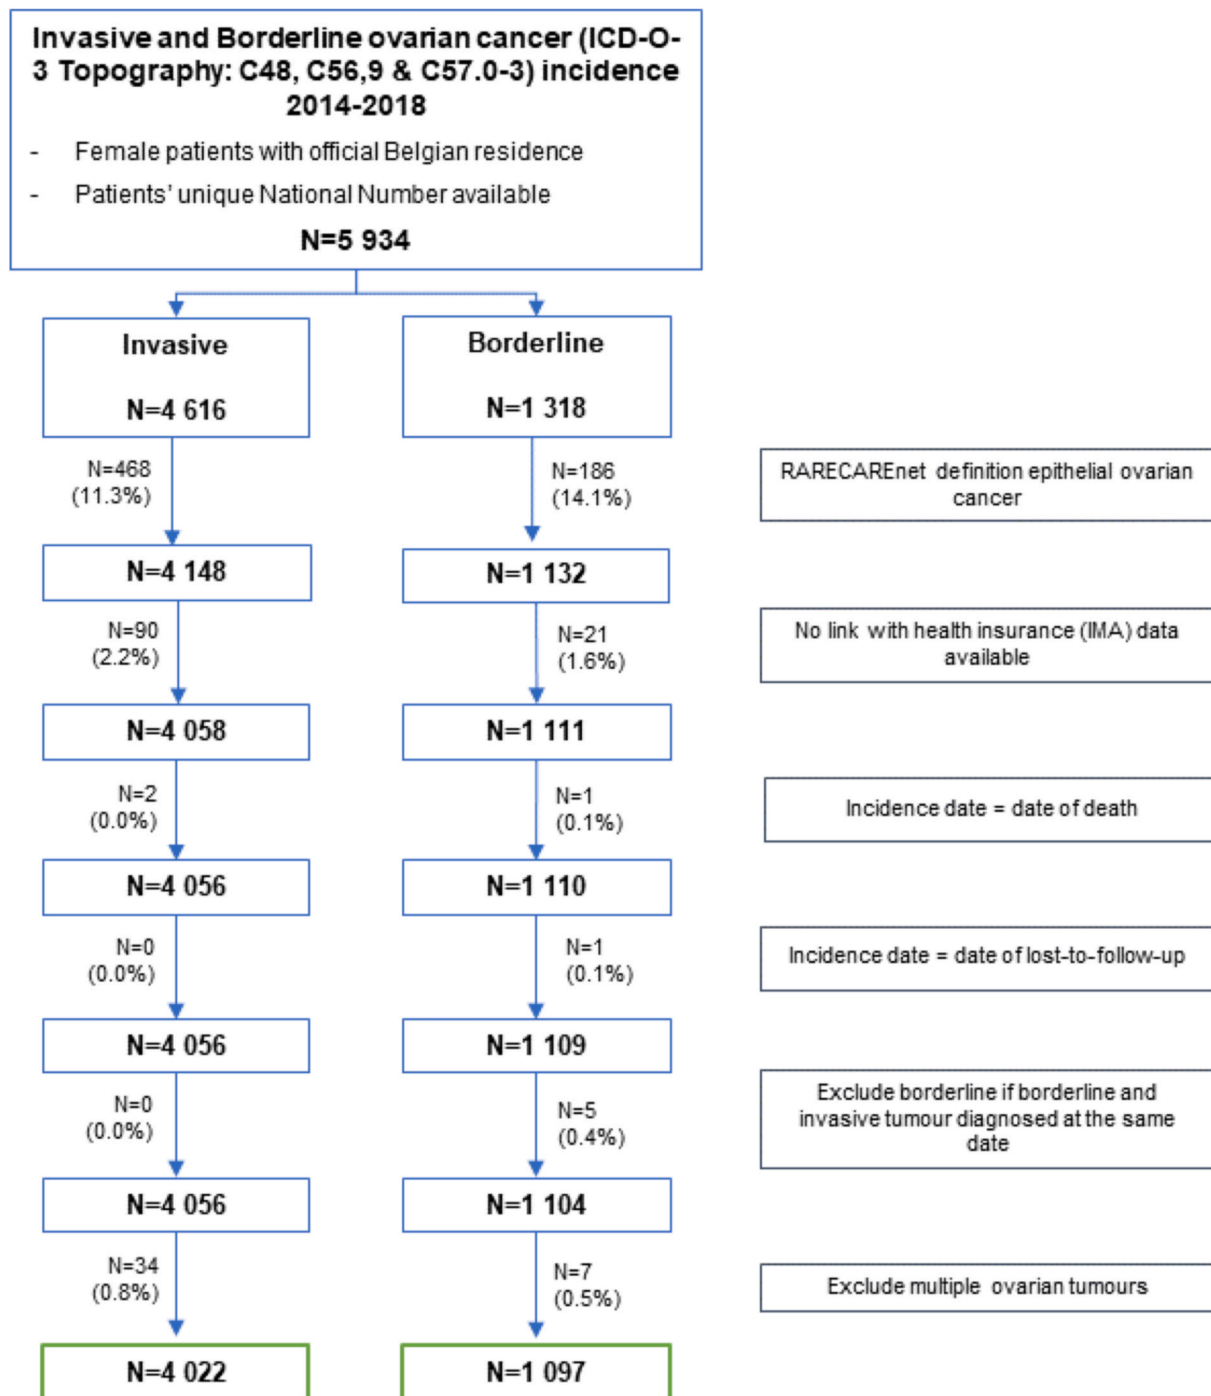 Invasive and Borderline ovarian cancer (ICD-O-
3 Topography: C48, C56,9 & C57.0-3) incidence
2014-2018
- Female patients with official Belgian residence
- Patients’ unique National Number available
N=5 934
Invasive
N=4 616
Borderline
N=1 318
N=468
(11.3%)
N=186
(14.1%)
RARECAREnet definition epithelial ovarian
cancer
N=4 148
N=1 132
N=90
(2.2%)
N=21
(1.6%)
No link with health insurance (IMA) data
available
N=4 058
N=1 111
N=2
(0.0%)
N=1
(0.1%)
Incidence date = date of death
N=4 056
N=1 110
N=0
(0.0%)
N=1
(0.1%)
Incidence date = date of lost-to-follow-up
N=4 056
N=1 109
N=0
(0.0%)
N=5
(0.4%)
Exclude borderline if borderline and
invasive tumour diagnosed at the same
date
N=4 056
N=1 104
N=34
(0.8%)
N=7
(0.5%)
Exclude multiple ovarian tumours
N=4 022
N=1 097